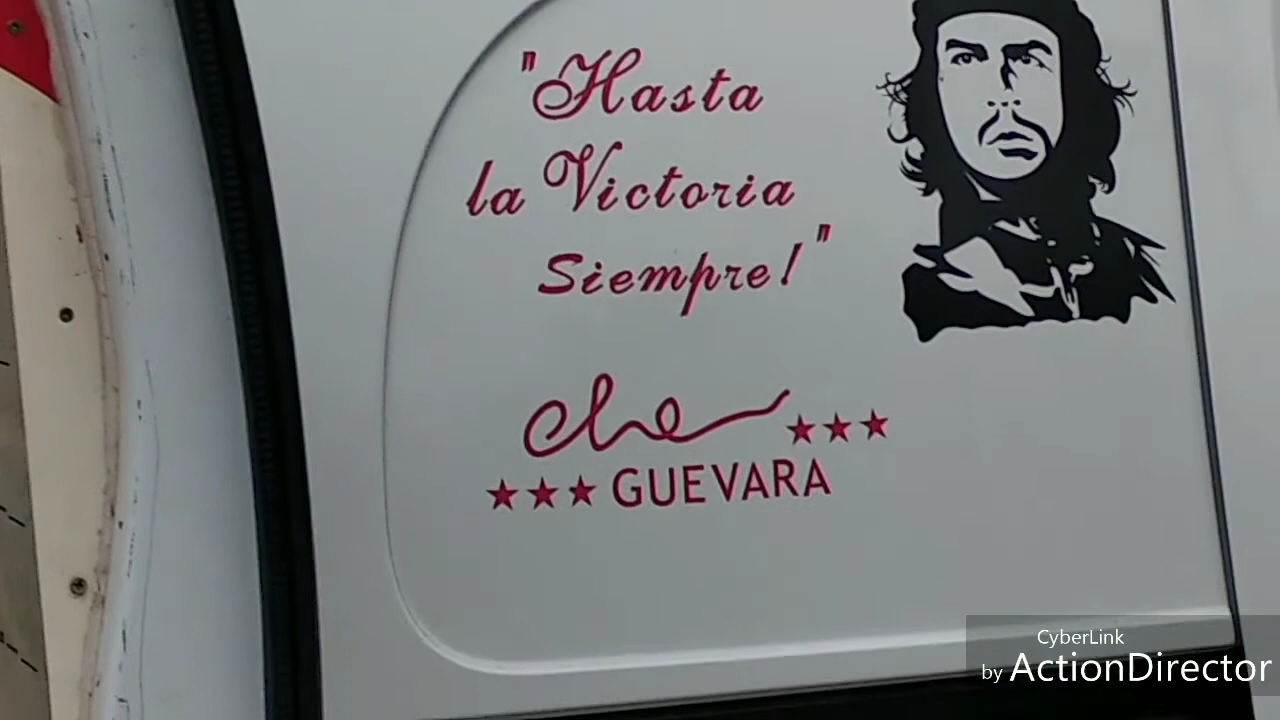 "Hasta
la Victoria
Siempre!"
che
GUEVARA
CyberLink
by ActionDirector